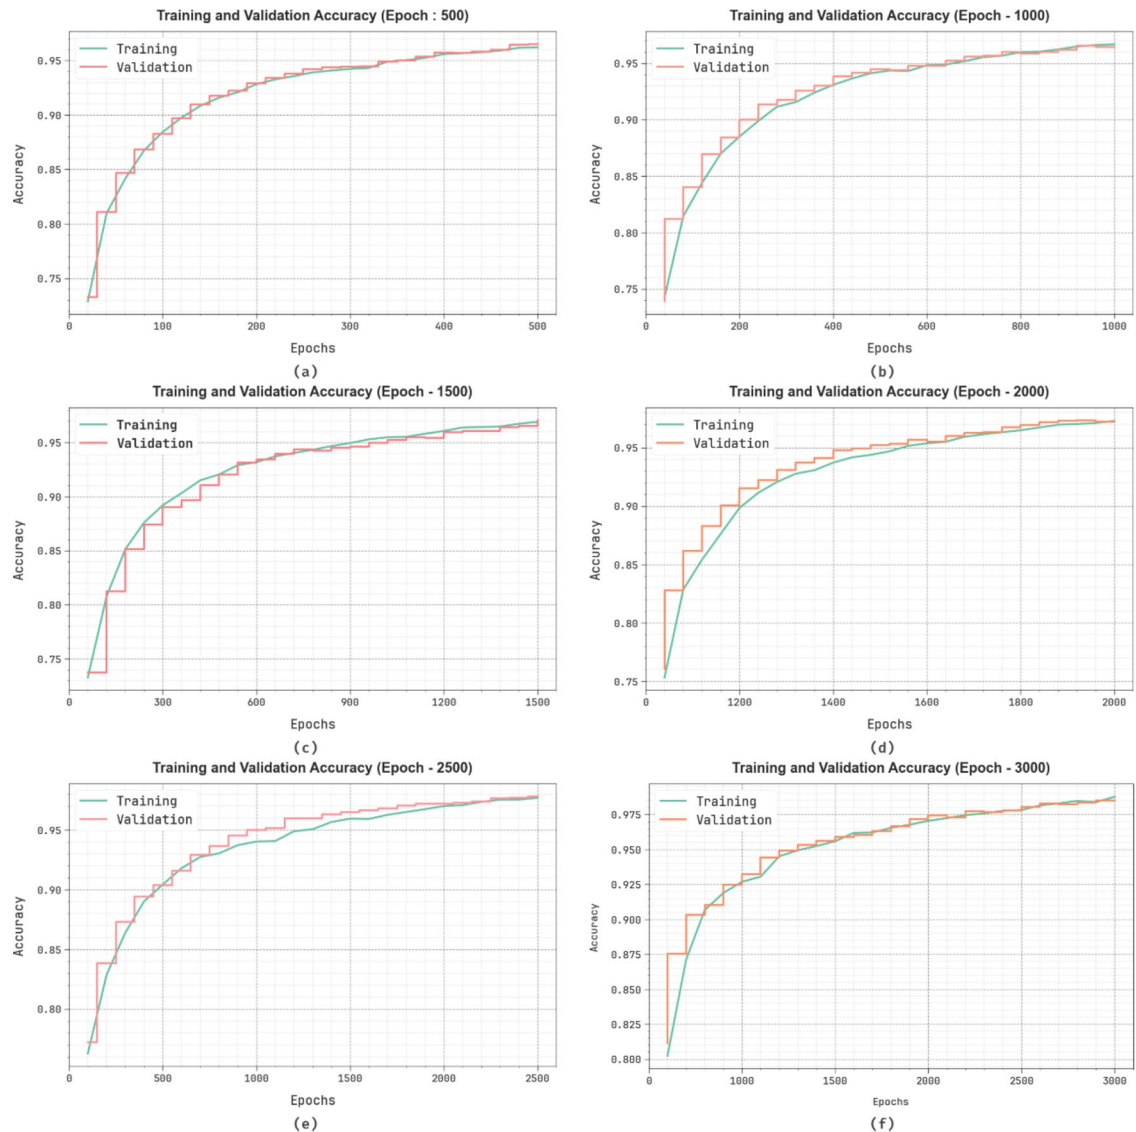 Training and Validation Accuracy (Epoch : 500)
Training
Validation
0.95
0.90
0.85
0.80
0.75
Accuracy
0 100 200 300 400 500
Epochs
(a)
Training and Validation Accuracy (Epoch - 1000)
Training
Validation
0.95
0.90
0.85
0.80
0.75
Accuracy
0 200 400 600 800 1000
Epochs
(b)
Training and Validation Accuracy (Epoch - 1500)
Training
Validation
0.95
0.90
0.85
0.80
0.75
Accuracy
0 300 600 900 1200 1500
Epochs
(c)
Training and Validation Accuracy (Epoch - 2000)
Training
Validation
0.95
0.90
0.85
0.80
0.75
Accuracy
0 1200 1400 1600 1800 2000
Epochs
(d)
Training and Validation Accuracy (Epoch - 2500)
Training
Validation
0.95
0.90
0.85
0.80
Accuracy
0 500 1000 1500 2000 2500
Epochs
(e)
Training and Validation Accuracy (Epoch - 3000)
Training
Validation
0.975
0.950
0.925
0.900
0.875
0.850
0.825
0.800
Accuracy
0 1000 1500 2000 2500 3000
Epochs
(f)